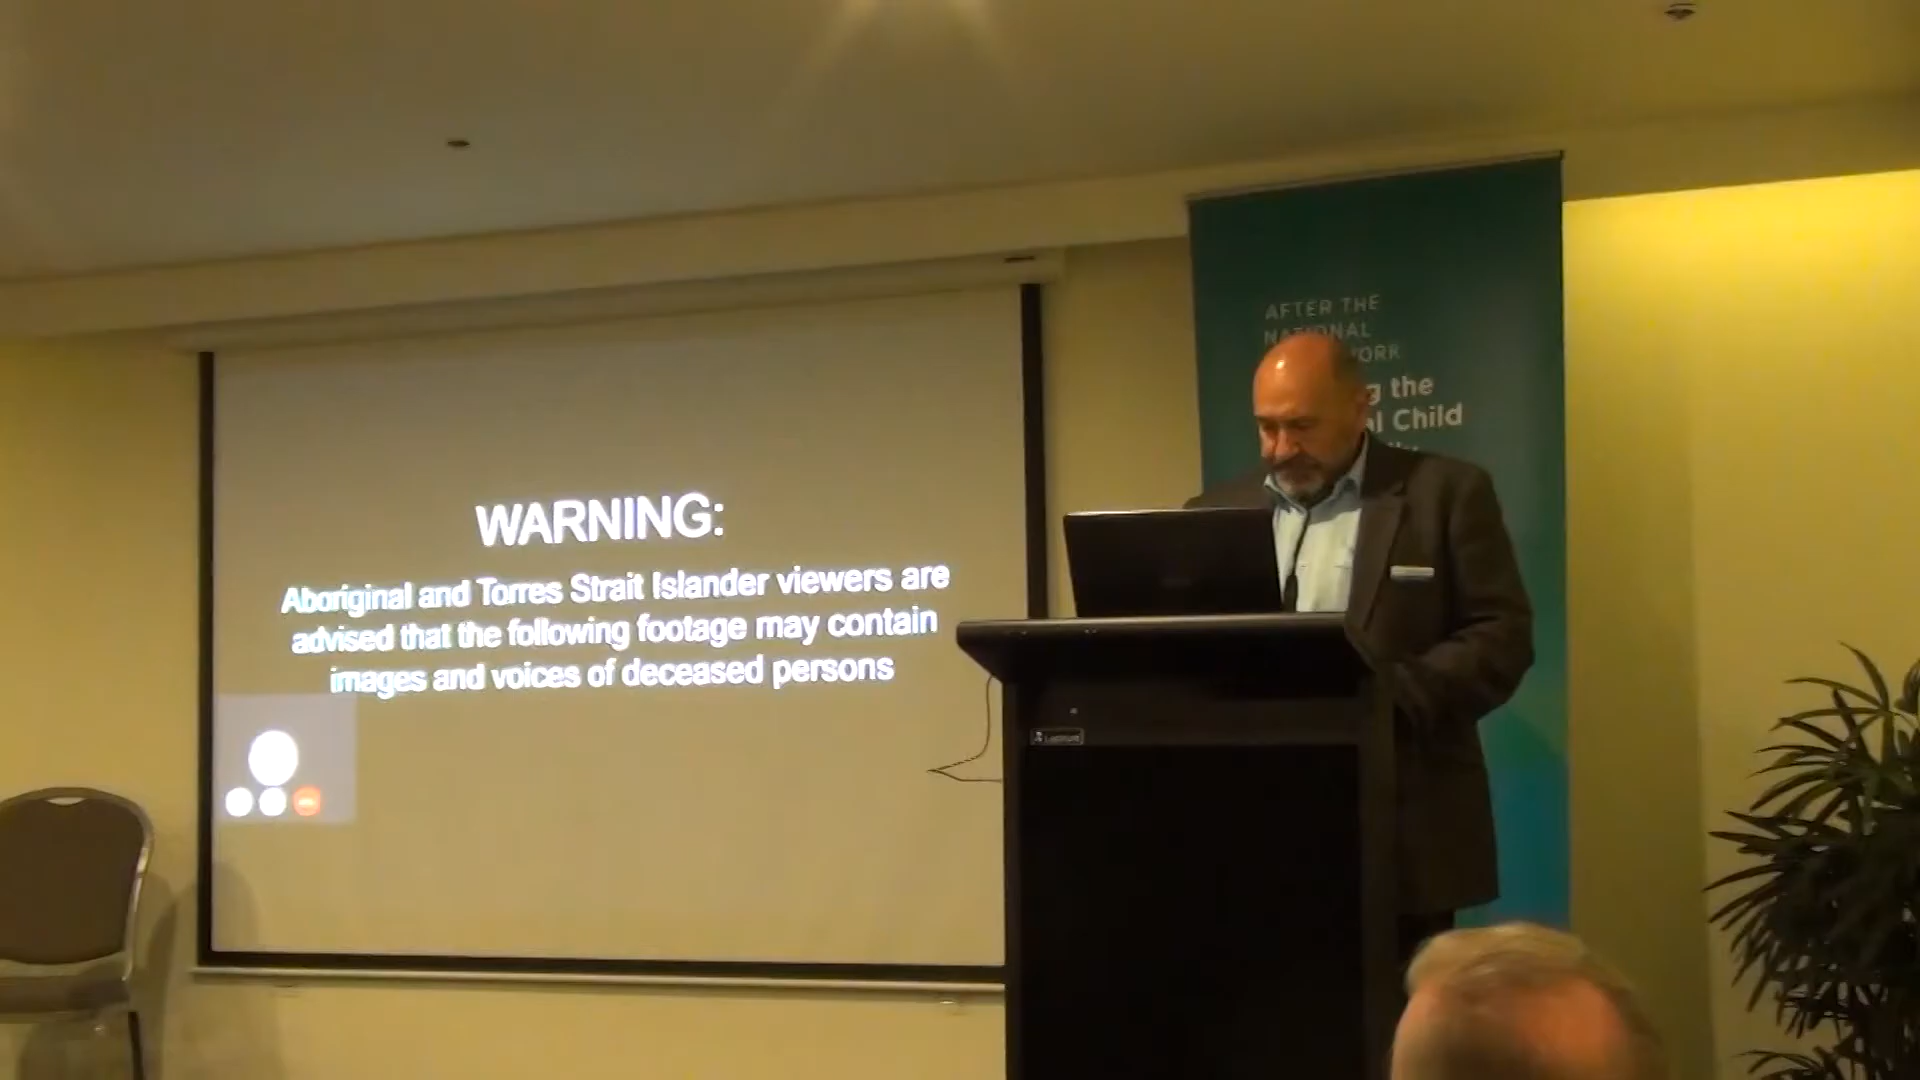 WARNING:
Aboriginal and Torres Strait Islander viewers are
advised that the following footage may contain
images and voices of deceased persons
AFTER THE
NATIONAL
the
Child